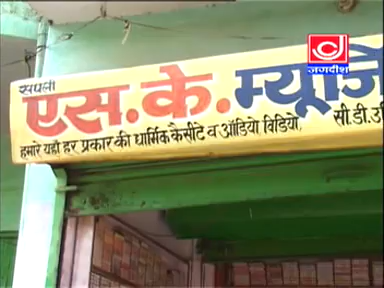 जगदीश
सपना
एस.के. म्यूजि
हमारे यहाँ हर प्रकार की धार्मिक कैसीटे व ऑडियो विडियो, सी.डी.